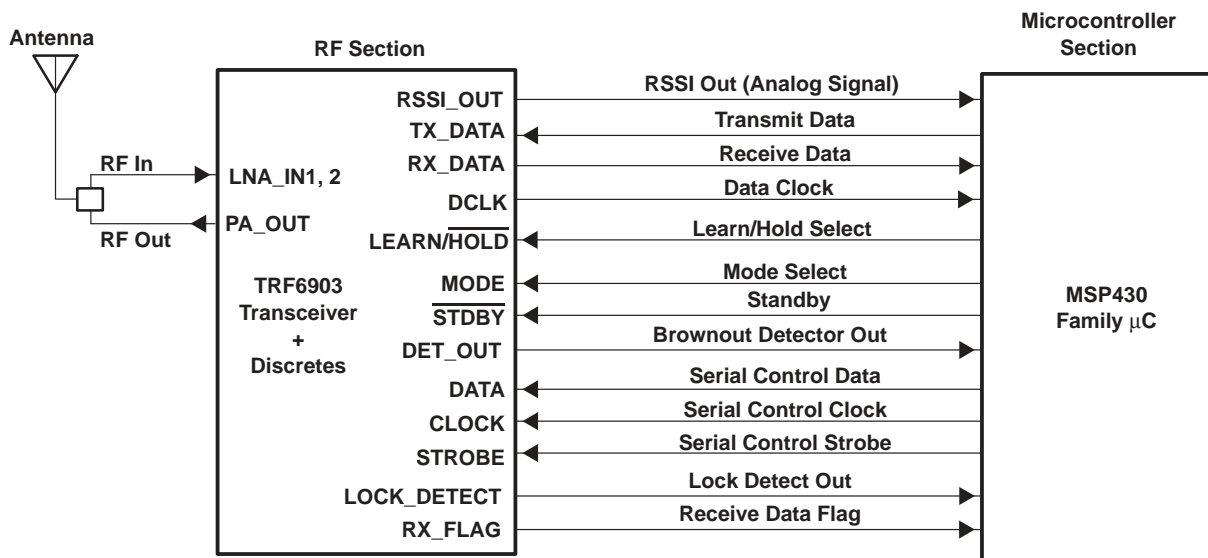 Antenna
RF Section
Microcontroller
Section
RF In
RF Out
LNA_IN1, 2
PA_OUT
TRF6903
Transceiver
+
Discretes
RSSI_OUT
TX_DATA
RX_DATA
DCLK
LEARN/H̅O̅L̅D̅
MODE
S̅T̅D̅B̅Y̅
DET_OUT
DATA
CLOCK
STROBE
LOCK_DETECT
RX_FLAG
RSSI Out (Analog Signal)
Transmit Data
Receive Data
Data Clock
Learn/Hold Select
Mode Select
Standby
Brownout Detector Out
Serial Control Data
Serial Control Clock
Serial Control Strobe
Lock Detect Out
Receive Data Flag
MSP430
Family μC